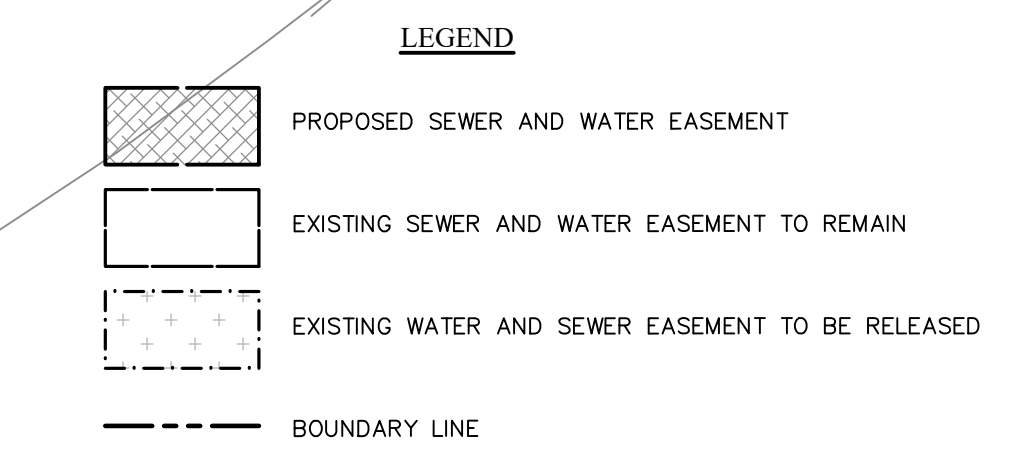 LEGEND
PROPOSED SEWER AND WATER EASEMENT
EXISTING SEWER AND WATER EASEMENT TO REMAIN
EXISTING WATER AND SEWER EASEMENT TO BE RELEASED
BOUNDARY LINE